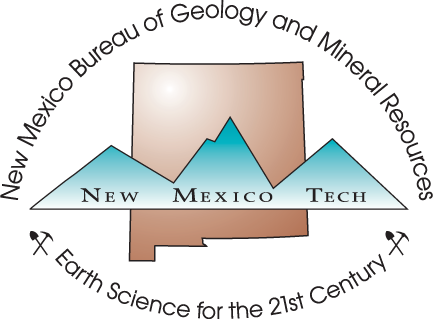 New Mexico Bureau of Geology and Mineral Resources
New Mexico Tech
Earth Science for the 21st Century